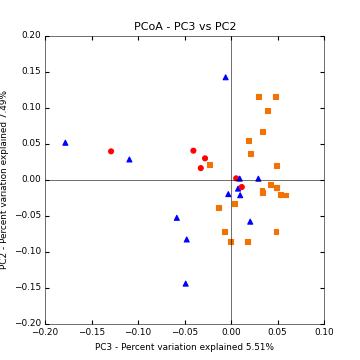 PCoA - PC3 vs PC2
0.20
0.15
0.10
0.05
0.00
−0.05
−0.10
−0.15
−0.20
PC2 - Percent variation explained 7.49%
−0.20 −0.15 −0.10 −0.05 0.00 0.05 0.10
PC3 - Percent variation explained 5.51%